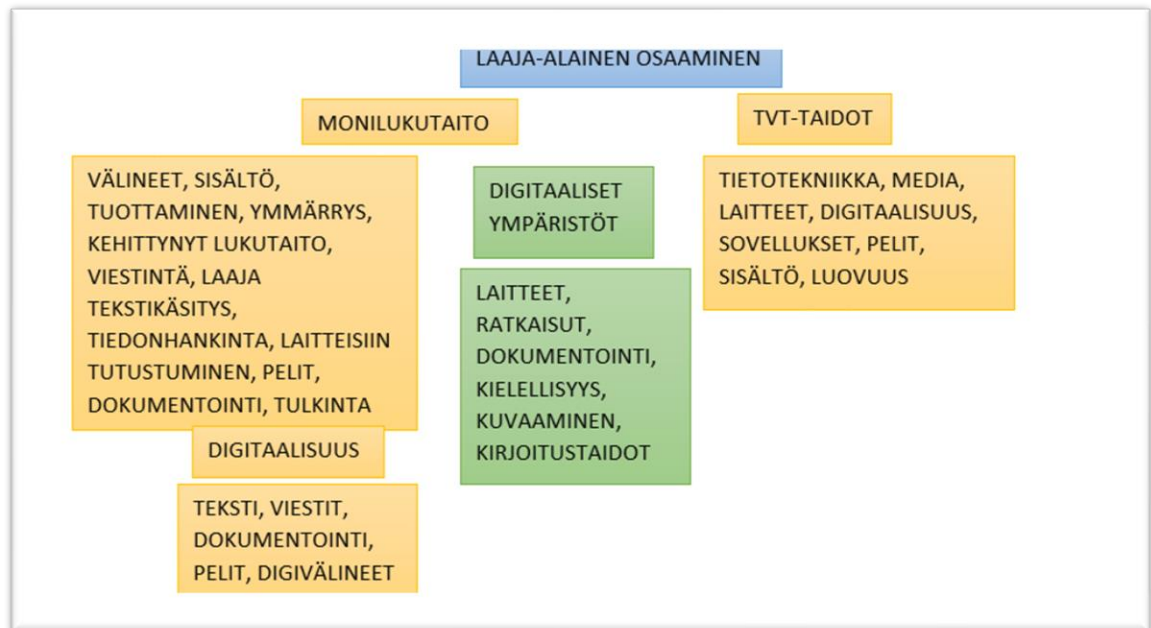 LAAJA-ALAINEN OSAAMINEN
MONILUKUTAITO
TVT-TAIDOT
VÄLINEET, SISÄLTÖ,
TUOTTAMINEN, YMMÄRRYS,
KEHITTYNYT LUKUTAITO,
VIESTINTÄ, LAAJA
TEKSTIKÄSITYS,
TIEDONHANKINTA, LAITTEISIIN
TUTUSTUMINEN, PELIT,
DOKUMENTOINTI, TULKINTA
DIGITAALISUUS
TEKSTI, VIESTIT,
DOKUMENTOINTI,
PELIT, DIGIVÄLINEET
DIGITAALISET
YMPÄRISTÖT
LAITTEET,
RATKAISUT,
DOKUMENTOINTI,
KIELELLISYYS,
KUVAAMINEN,
KIRJOITUSTAIDOT
TIETOTEKNIIKKA, MEDIA,
LAITTEET, DIGITAALISUUS,
SOVELLUKSET, PELIT,
SISÄLTÖ, LUOVUUS